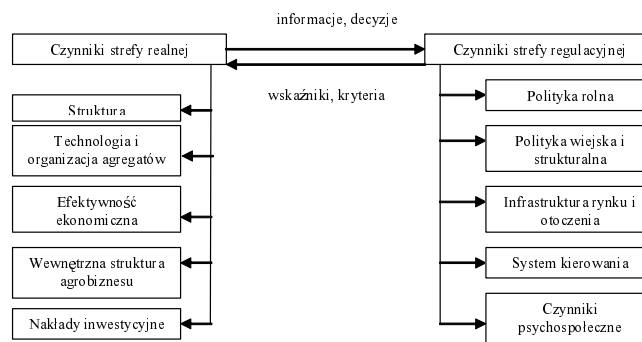 informacje, decyzje
Czynniki strefy realnej
Czynniki strefy regulacyjnej
wskaźniki, kryteria
Struktura
Technologia i
organizacja agregatów
Efektywność
ekonomiczna
Wewnętrzna struktura
agrobiznesu
Nakłady inwestycyjne
Polityka rolna
Polityka wiejska i
strukturalna
Infrastruktura rynku i
otoczenia
System kierowania
Czynniki
psychospołeczne